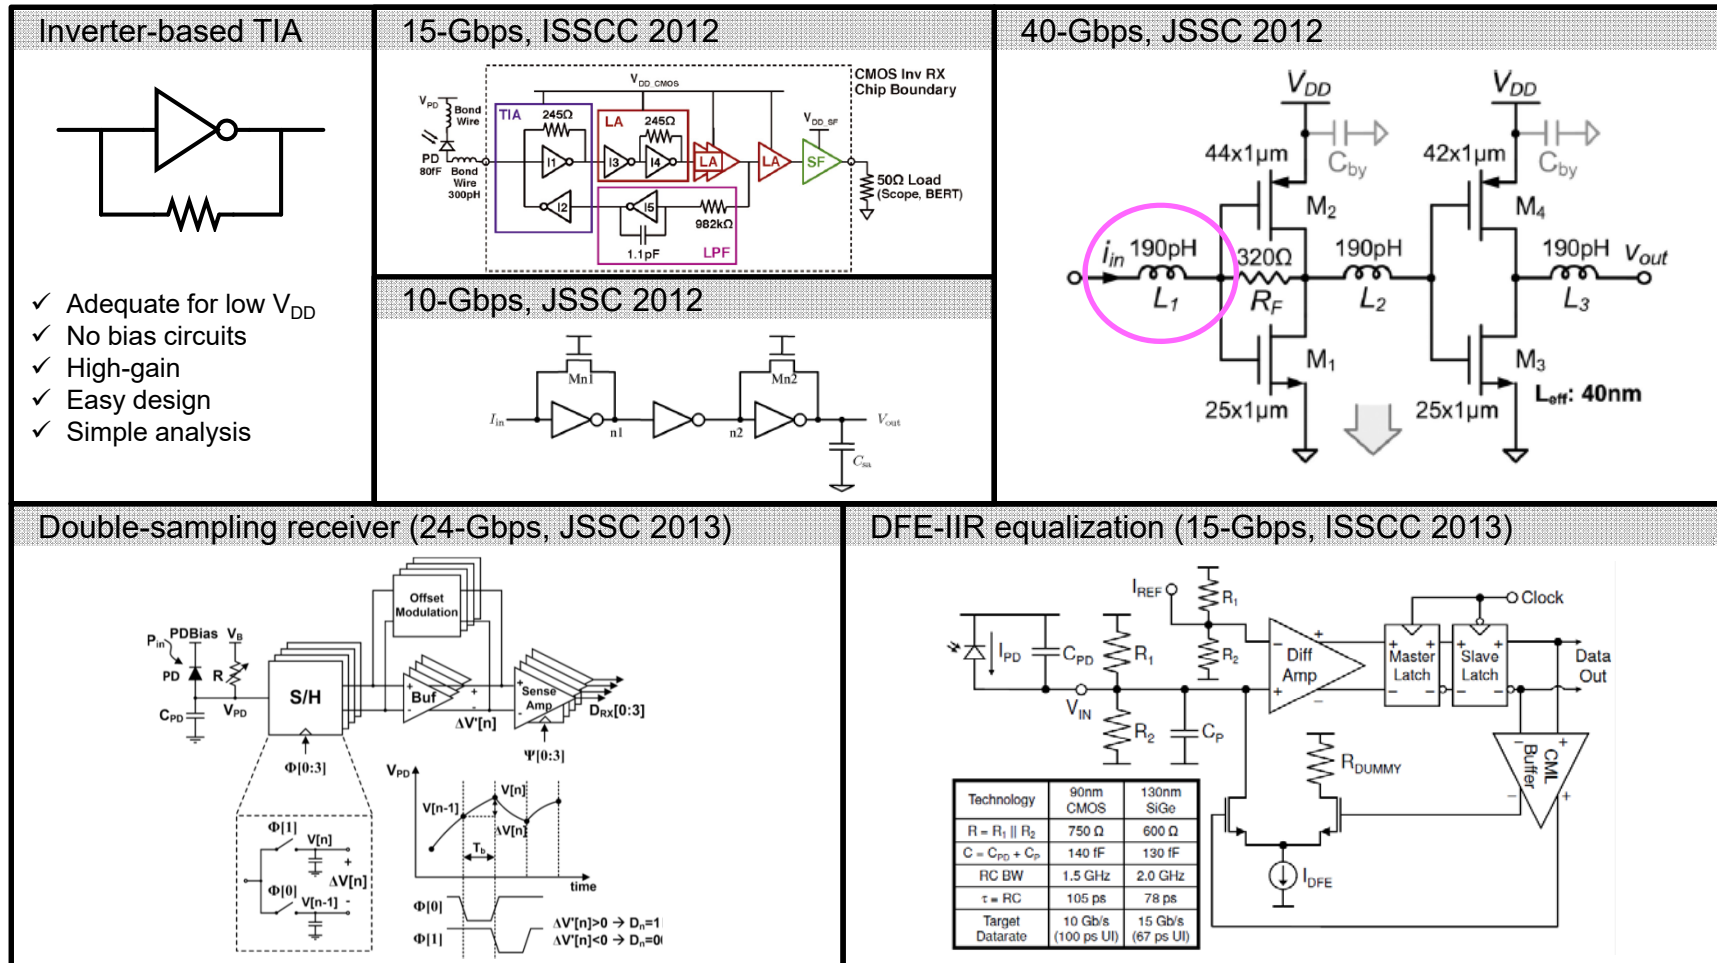 Inverter-based TIA
✓ Adequate for low VDD
✓ No bias circuits
✓ High-gain
✓ Easy design
✓ Simple analysis
15-Gbps, ISSCC 2012
VDD_CMOS
CMOS Inv RX
Chip Boundary
VPD
Bond
Wire
PD
80fF
Bond
Wire
300pH
TIA
245Ω
I1
I2
LA
245Ω
I3
I4
LA
LA
VDD_SF
SF
50Ω Load
(Scope, BERT)
I5
982kΩ
1.1pF
LPF
10-Gbps, JSSC 2012
Mn1
Mn2
Iin
n1
n2
Vout
Csa
40-Gbps, JSSC 2012
VDD
VDD
44x1µm
Cby
42x1µm
Cby
M2
M4
iin
190pH
320Ω
190pH
190pH
Vout
L1
RF
L2
L3
M1
M3
Leff: 40nm
25x1µm
25x1µm
Double-sampling receiver (24-Gbps, JSSC 2013)
Offset
Modulation
Pin
PDBias
VB
PD
R
S/H
CPD
VPD
+
-
Buf
+
-
ΔV'[n]
+
-
Sense
Amp
DRX[0:3]
Φ[0:3]
Ψ[0:3]
VPD
V[n-1]
V[n]
ΔV[n]
Tb
time
Φ[1]
V[n]
+
ΔV[n]
Φ[0]
V[n-1]
-
Φ[0]
Φ[1]
ΔV'[n]>0 → Dn=1
ΔV'[n]<0 → Dn=0
DFE-IIR equalization (15-Gbps, ISSCC 2013)
IREF
R1
R2
Clock
IPD
CPD
R1
VIN
R2
CP
−
+
Diff
Amp
+
−
+ +
Master
Latch
− −
+ +
Slave
Latch
− −
Data
Out
− +
CML
Buffer
− +
RDUMMY
IDFE
Technology 90nm CMOS 130nm SiGe
R = R1 || R2 750 Ω 600 Ω
C = CPD + CP 140 fF 130 fF
RC BW 1.5 GHz 2.0 GHz
τ = RC 105 ps 78 ps
Target Datarate 10 Gb/s (100 ps UI) 15 Gb/s (67 ps UI)